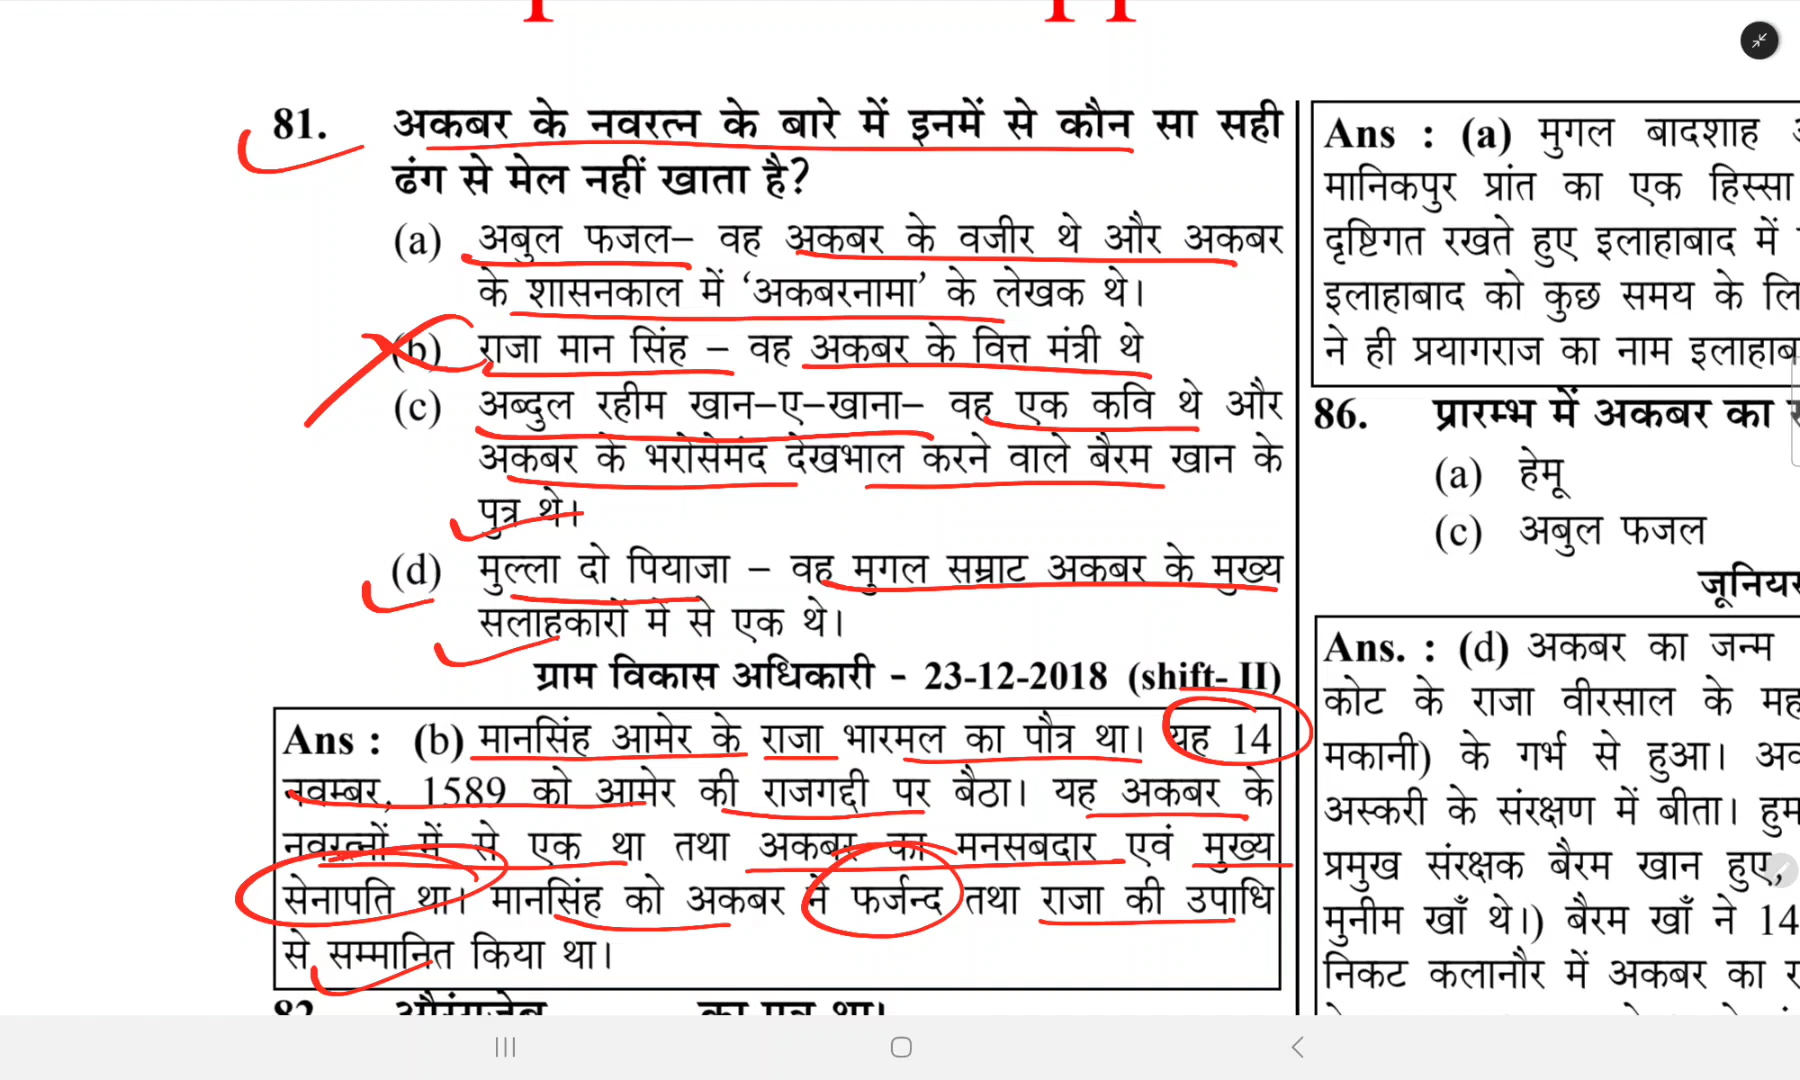 81. अकबर के नवरत्न के बारे में इनमें से कौन सा सही
ढंग से मेल नहीं खाता है?
(a) अबुल फजल– वह अकबर के वजीर थे और अकबर
के शासनकाल में ‘अकबरनामा’ के लेखक थे।
(b) राजा मान सिंह – वह अकबर के वित्त मंत्री थे
(c) अब्दुल रहीम खान–ए–खाना– वह एक कवि थे और
अकबर के भरोसेमंद देखभाल करने वाले बैरम खान के
पुत्र थे।
(d) मुल्ला दो पियाजा – वह मुगल सम्राट अकबर के मुख्य
सलाहकारों में से एक थे।
ग्राम विकास अधिकारी - 23-12-2018 (shift- II)
Ans : (b) मानसिंह आमेर के राजा भारमल का पौत्र था। यह 14
नवम्बर, 1589 को आमेर की राजगद्दी पर बैठा। यह अकबर के
नवरत्नों में से एक था तथा अकबर का मनसबदार एवं मुख्य
सेनापति था। मानसिंह को अकबर ने फर्जन्द तथा राजा की उपाधि
से सम्मानित किया था।
82. औरंगजेब का पुत्र था।
Ans : (a) मुगल बादशाह
मानिकपुर प्रांत का एक हिस्सा
दृष्टिगत रखते हुए इलाहाबाद में
इलाहाबाद को कुछ समय के
ने ही प्रयागराज का नाम
86. प्रारम्भ में अकबर का
(a) हेमू
(c) अबुल फजल
Ans. : (d) अकबर का जन्म
कोट के राजा वीरसाल के
मकानी) के गर्भ से हुआ।
अस्करी के संरक्षण में बीता।
प्रमुख संरक्षक बैरम खान हुए,
मुनीम खाँ थे।) बैरम खाँ ने 14
निकट कलानौर में अकबर का